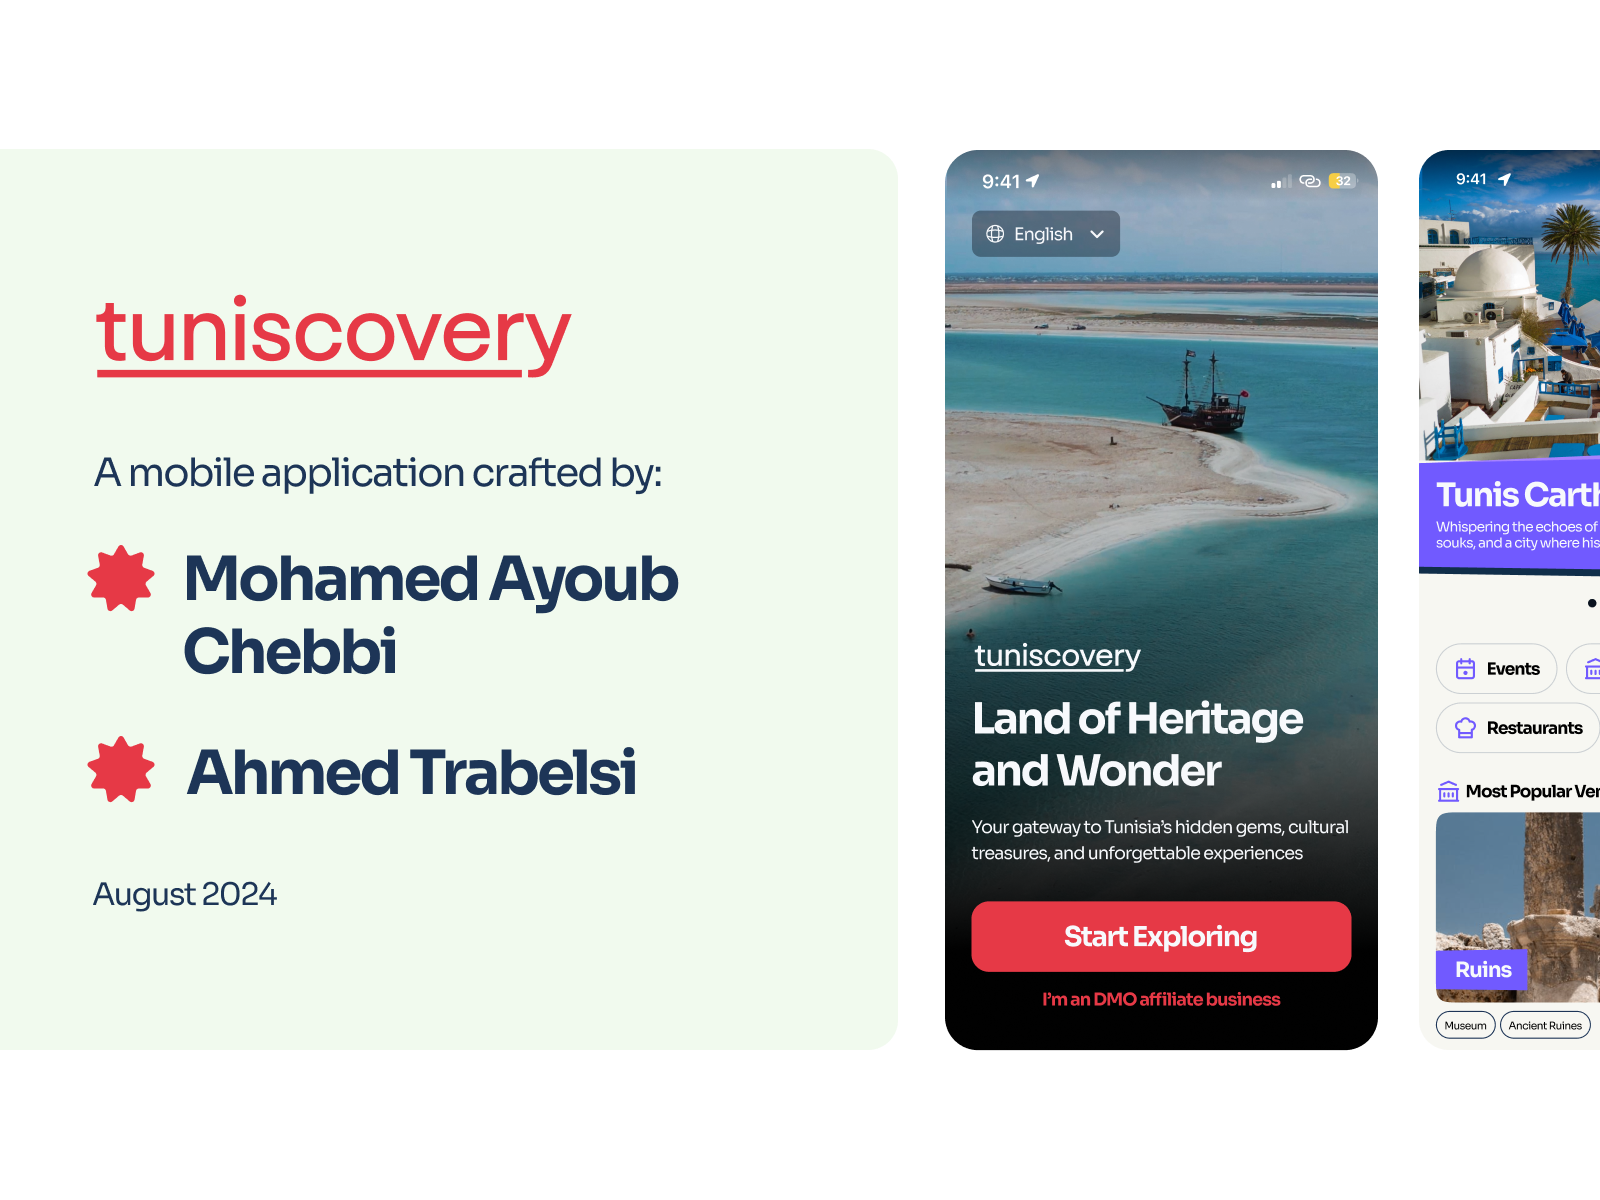 tuniscovery
A mobile application crafted by:
Mohamed Ayoub
Chebbi
Ahmed Trabelsi
August 2024
9:41
32
English
tuniscovery
Land of Heritage
and Wonder
Your gateway to Tunisia's hidden gems, cultural
treasures, and unforgettable experiences
Start Exploring
I'm an DMO affiliate business
9:41
Tunis
Whispering the echoes of
souks, and a city where
Events
Restaurants
Most Popular
Ruins
Museum
Ancient Ruines